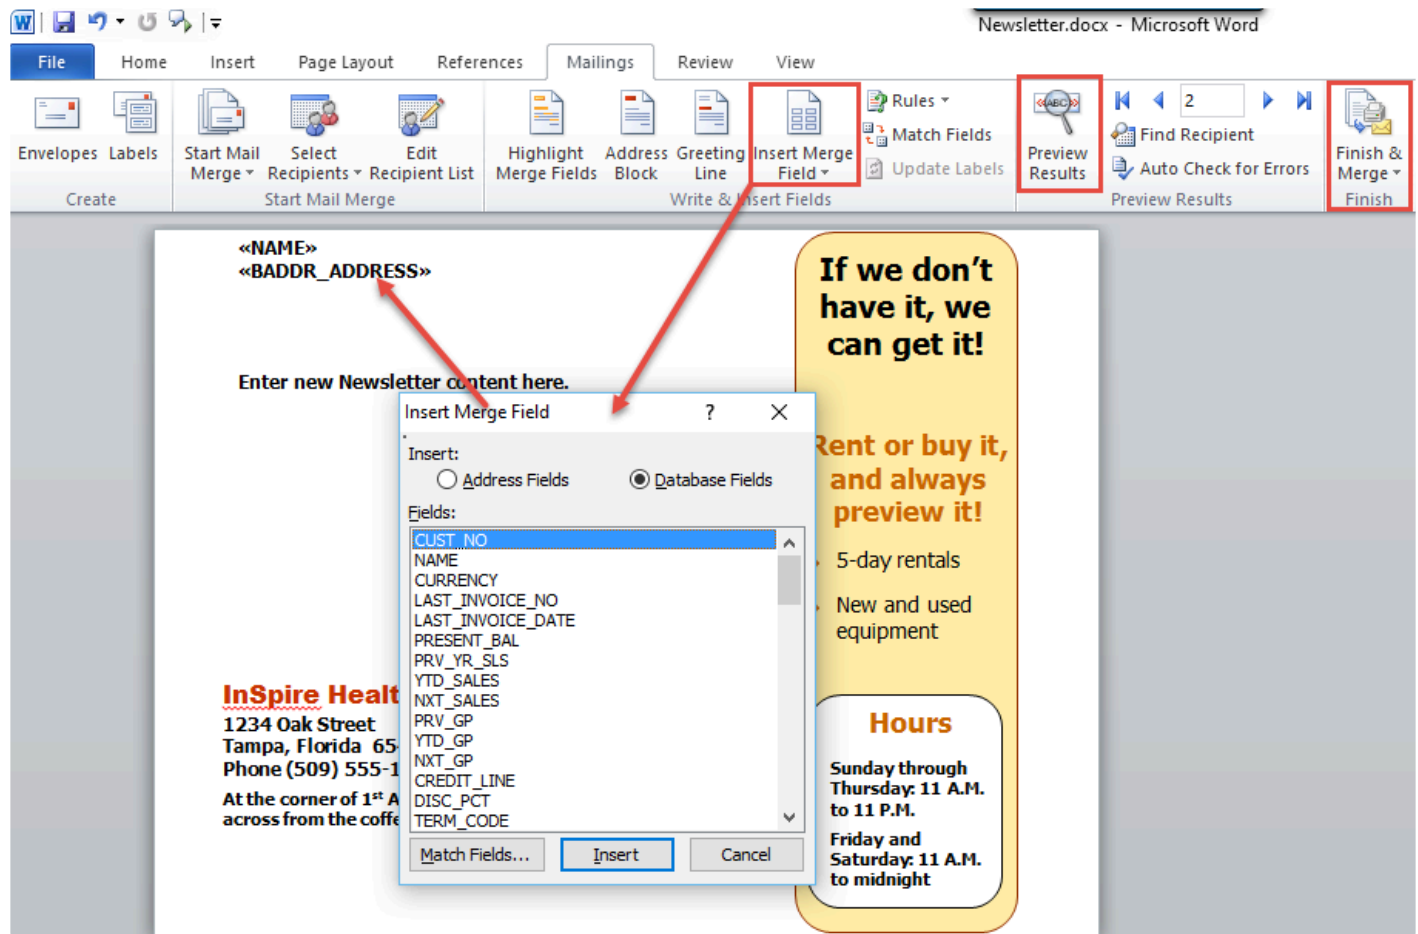 Newsletter.docx - Microsoft Word
File Home Insert Page Layout References Mailings Review View
Envelopes
Labels
Create
Start Mail
Merge
Select
Recipients
Edit
Recipient List
Start Mail Merge
Highlight
Merge Fields
Address
Block
Greeting
Line
Insert Merge
Field
Rules
Match Fields
Update Labels
Write & Insert Fields
«ABC»
Preview
Results
2
Find Recipient
Auto Check for Errors
Preview Results
Finish &
Merge
Finish
«NAME»
«BADDR_ADDRESS»
Enter new Newsletter content here.
If we don't
have it, we
can get it!
Rent or buy it,
and always
preview it!
5-day rentals
New and used
equipment
Hours
Sunday through
Thursday: 11 A.M.
to 11 P.M.
Friday and
Saturday: 11 A.M.
to midnight
InSpire Healt
1234 Oak Street
Tampa, Florida 65
Phone (509) 555-1
At the corner of 1st A
across from the coffe
Insert Merge Field ?
Insert:
Address Fields Database Fields
Fields:
CUST_NO
NAME
CURRENCY
LAST_INVOICE_NO
LAST_INVOICE_DATE
PRESENT_BAL
PRV_YR_SLS
YTD_SALES
NXT_SALES
PRV_GP
YTD_GP
NXT_GP
CREDIT_LINE
DISC_PCT
TERM_CODE
Match Fields... Insert Cancel